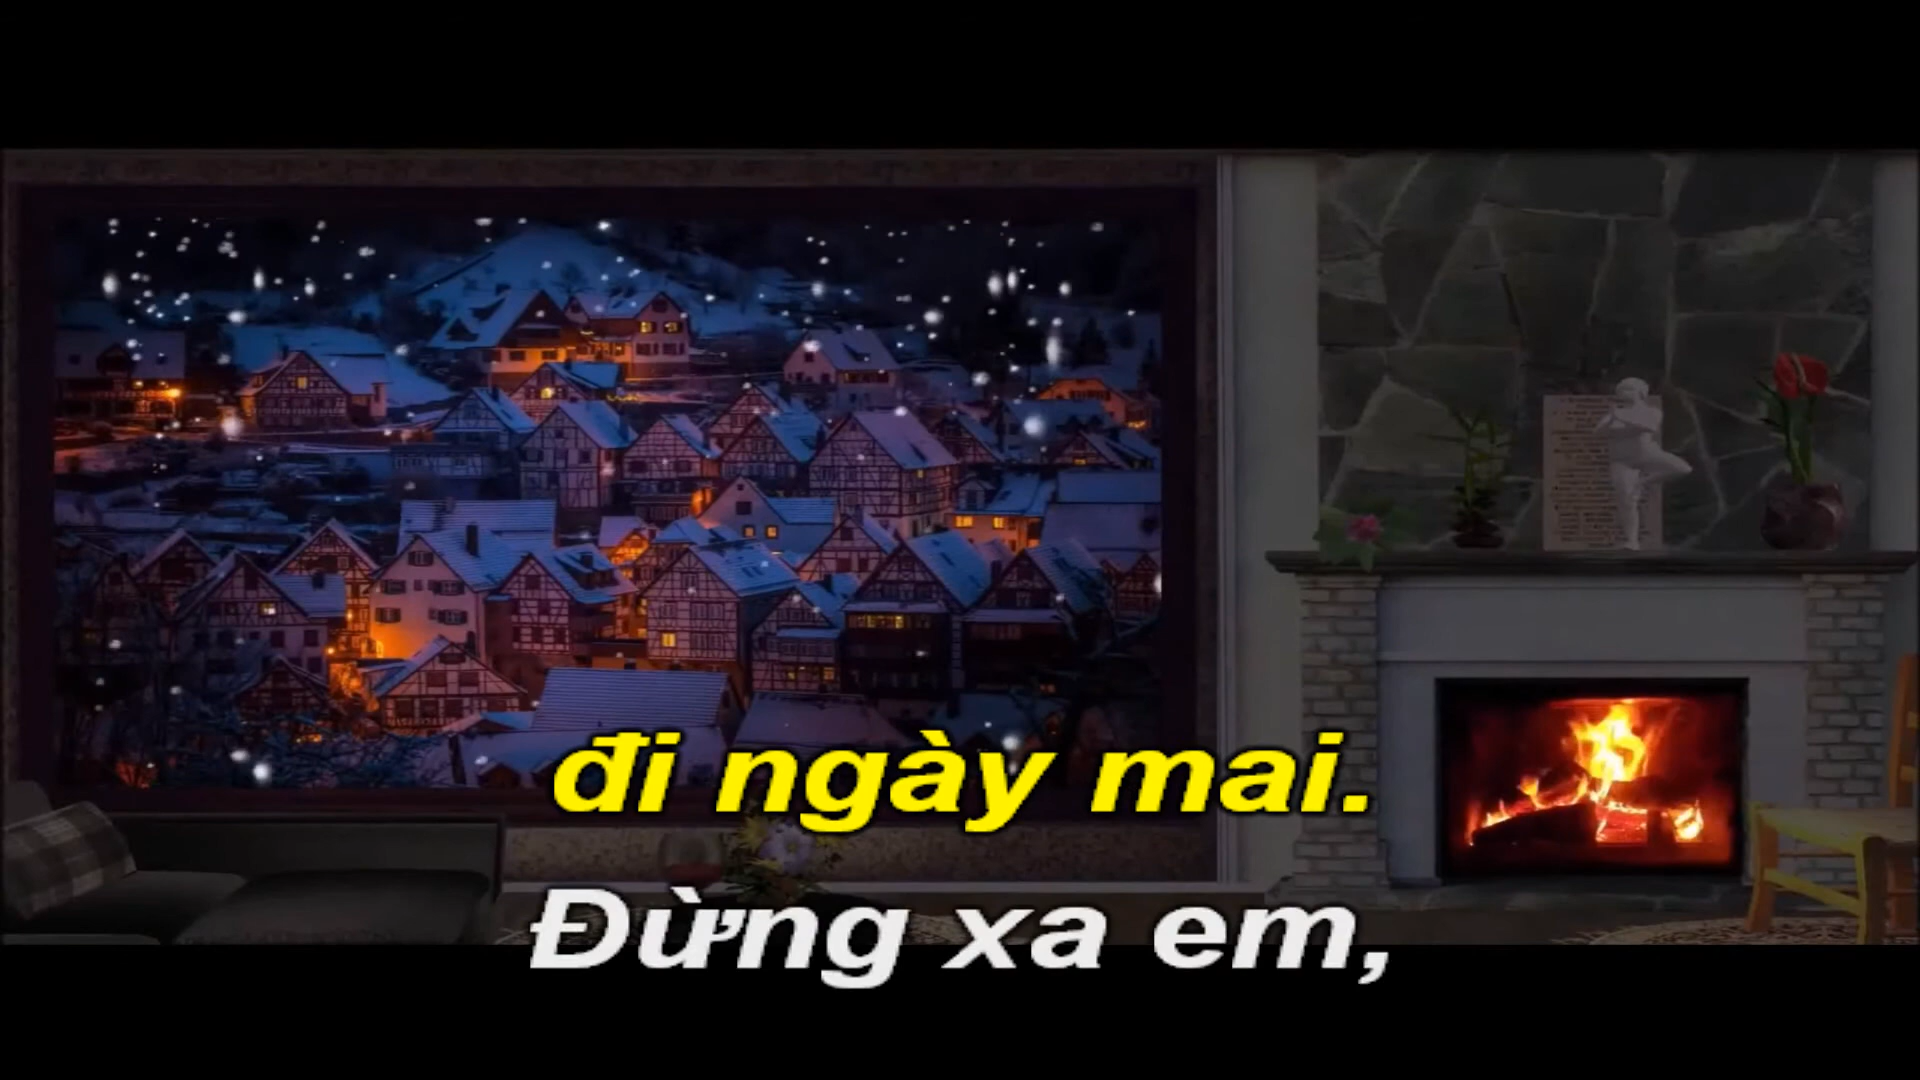 đi ngày mai.
Đừng xa em,